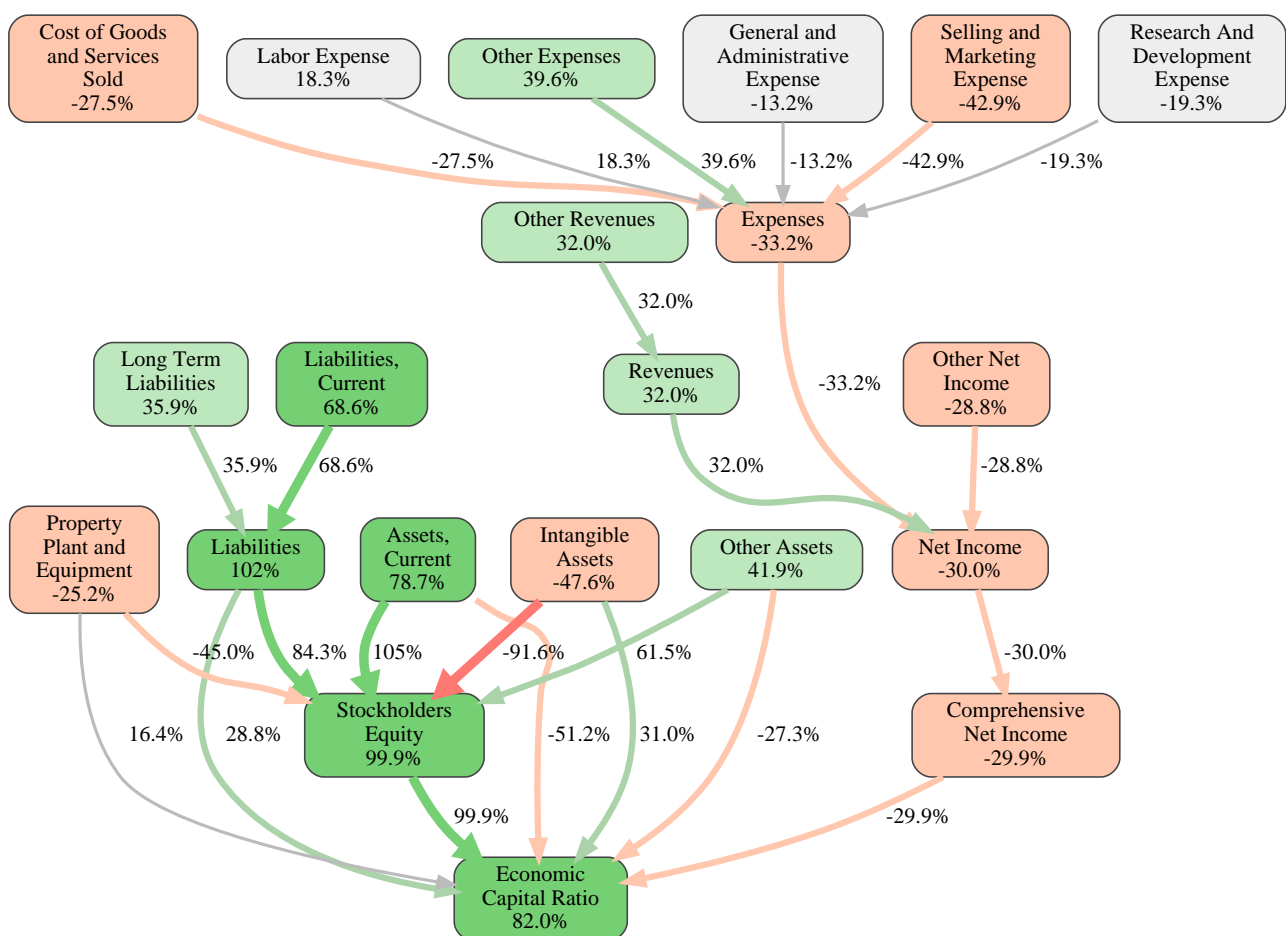 Cost of Goods
and Services
Sold
-27.5%
Labor Expense
18.3%
Other Expenses
39.6%
General and
Administrative
Expense
-13.2%
Selling and
Marketing
Expense
-42.9%
Research And
Development
Expense
-19.3%
-27.5%
18.3%
39.6%
-13.2%
-42.9%
-19.3%
Other Revenues
32.0%
Expenses
-33.2%
32.0%
Long Term
Liabilities
35.9%
Liabilities,
Current
68.6%
Revenues
32.0%
-33.2%
Other Net
Income
-28.8%
35.9%
68.6%
32.0%
-28.8%
Property
Plant and
Equipment
-25.2%
Liabilities
102%
Assets,
Current
78.7%
Intangible
Assets
-47.6%
Other Assets
41.9%
Net Income
-30.0%
-45.0%
84.3%
105%
-91.6%
61.5%
-30.0%
Stockholders
Equity
99.9%
Comprehensive
Net Income
-29.9%
16.4%
28.8%
-51.2%
31.0%
-27.3%
99.9%
-29.9%
Economic
Capital Ratio
82.0%